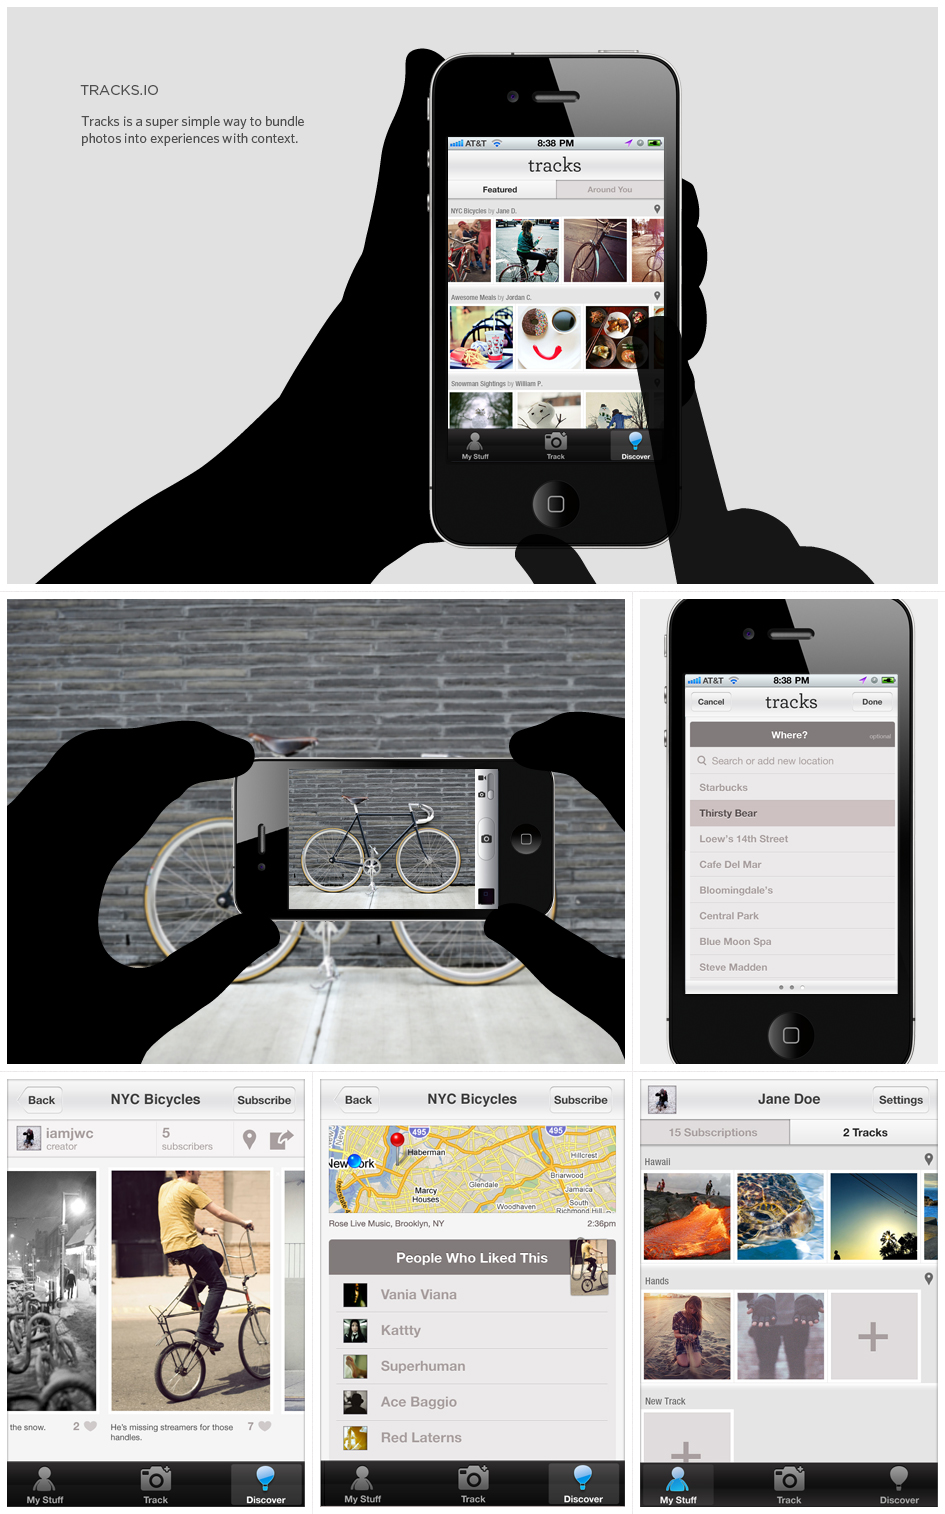 TRACKS.IO
Tracks is a super simple way to bundle
photos into experiences with context.
AT&T 8:38 PM
tracks
Featured Around You
NYC Bicycles by Jane D.
Awesome Meals by Jordan C.
Snowman Sightings by William P.
My Stuff Track Discover
AT&T 8:38 PM
Cancel tracks Done
Where? optional
Search or add new location
Starbucks
Thirsty Bear
Loew's 14th Street
Cafe Del Mar
Bloomingdale's
Central Park
Blue Moon Spa
Steve Madden
Back NYC Bicycles Subscribe
iamjwc 5
creator subscribers
the snow. 2
He's missing streamers for those 7
handles.
My Stuff Track Discover
Back NYC Bicycles Subscribe
495 495
Haberman
Hillcrest
Briarwood
Marcy
Houses
Glendale
Jamaica
Woodhaven
South
Richmond Hill
Rose Live Music, Brooklyn, NY 2:36pm
People Who Liked This
Vania Viana
Kattty
Superhuman
Ace Baggio
Red Laterns
My Stuff Track Discover
Jane Doe Settings
15 Subscriptions 2 Tracks
Hawaii
Hands
New Track
My Stuff Track Discover